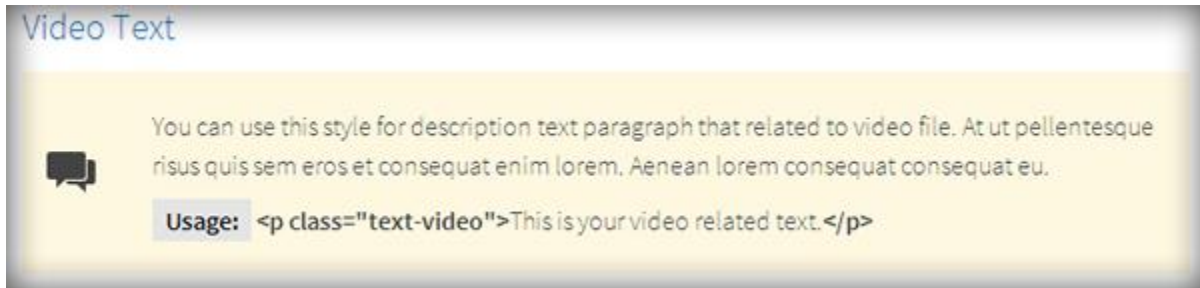 Video Text
You can use this style for description text paragraph that related to video file. At ut pellentesque
risus quis sem eros et consequat enim lorem. Aenean lorem consequat consequat eu.
Usage: <p class="text-video">This is your video related text.</p>